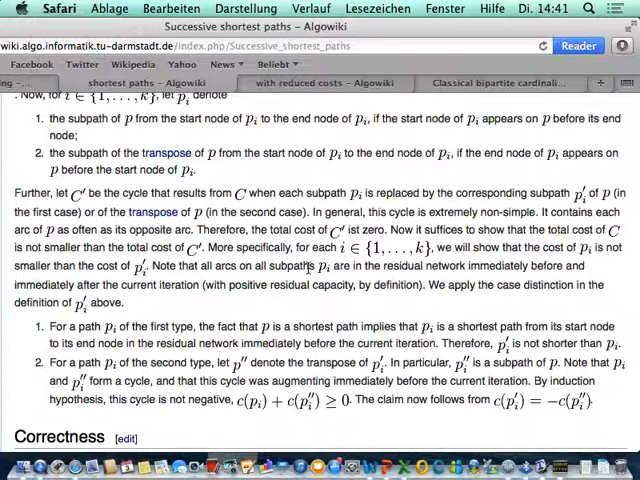 Safari Ablage Bearbeiten Darstellung Verlauf Lesezeichen Fenster Hilfe Di. 14:41
Successive shortest paths – Algowiki
wiki.algo.informatik.tu-darmstadt.de/index.php/Successive_shortest_paths Reader
Facebook Twitter Wikipedia Yahoo News Beliebt
shortest paths - Algowiki with reduced costs - Algowiki Classical bipartite cardinali...
. Now, for i ∈ {1, . . . , k}, let p_i denote
1. the subpath of p from the start node of p_i to the end node of p_i, if the start node of p_i appears on p before its end
node;
2. the subpath of the transpose of p from the start node of p_i to the end node of p_i, if the end node of p_i appears on
p before the start node of p_i.
Further, let C' be the cycle that results from C when each subpath p_i is replaced by the corresponding subpath p'_i of p (in
the first case) or of the transpose of p (in the second case). In general, this cycle is extremely non-simple. It contains each
arc of p as often as its opposite arc. Therefore, the total cost of C' ist zero. Now it suffices to show that the total cost of C
is not smaller than the total cost of C'. More specifically, for each i ∈ {1, . . . , k}, we will show that the cost of p_i is not
smaller than the cost of p'_i. Note that all arcs on all subpaths p_i are in the residual network immediately before and
immediately after the current iteration (with positive residual capacity, by definition). We apply the case distinction in the
definition of p'_i above.
1. For a path p_i of the first type, the fact that p is a shortest path implies that p_i is a shortest path from its start node
to its end node in the residual network immediately before the current iteration. Therefore, p'_i is not shorter than p_i.
2. For a path p_i of the second type, let p'' denote the transpose of p'_i. In particular, p''_i is a subpath of p. Note that p_i
and p''_i form a cycle, and that this cycle was augmenting immediately before the current iteration. By induction
hypothesis, this cycle is not negative, c(p_i) + c(p''_i) ≥ 0. The claim now follows from c(p'_i) = −c(p''_i).
Correctness [edit]